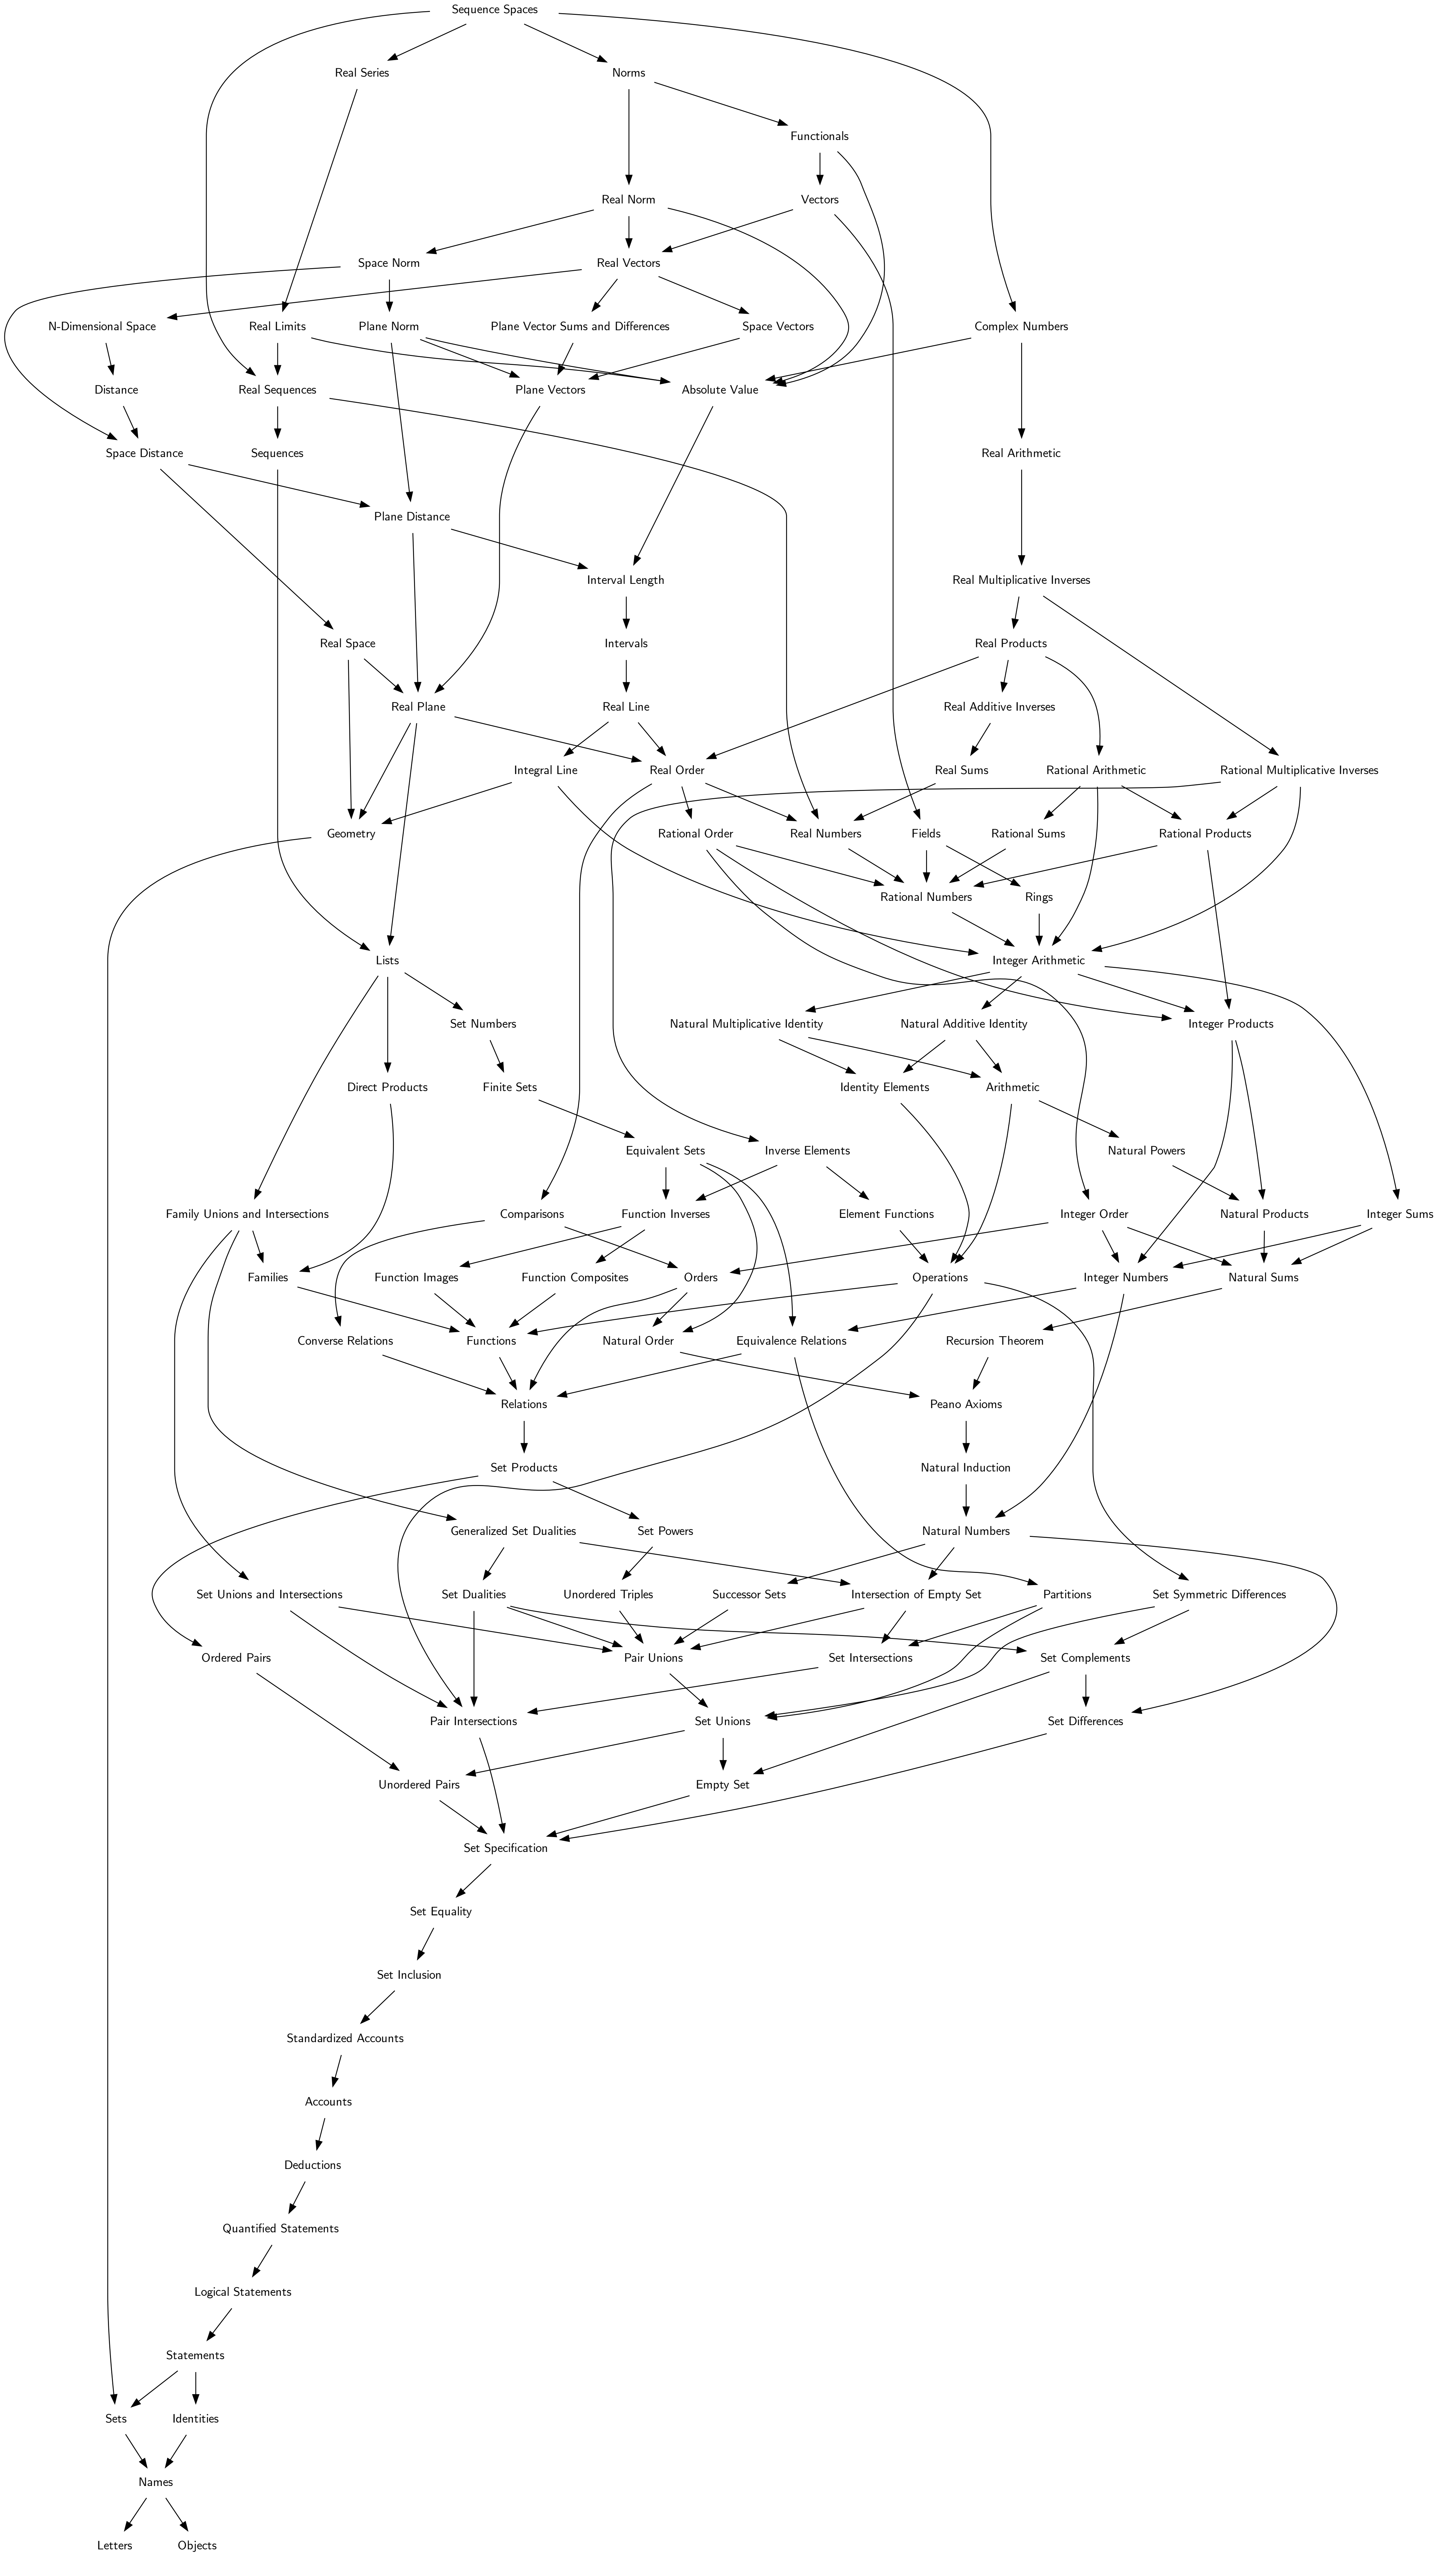 Sequence Spaces
Real Series
Norms
Functionals
Real Norm
Vectors
Space Norm
Real Vectors
N-Dimensional Space
Real Limits
Plane Norm
Plane Vector Sums and Differences
Space Vectors
Complex Numbers
Distance
Real Sequences
Plane Vectors
Absolute Value
Space Distance
Sequences
Real Arithmetic
Plane Distance
Interval Length
Real Multiplicative Inverses
Real Space
Intervals
Real Products
Real Plane
Real Line
Real Additive Inverses
Integral Line
Real Order
Real Sums
Rational Arithmetic
Rational Multiplicative Inverses
Geometry
Rational Order
Real Numbers
Fields
Rational Sums
Rational Products
Rational Numbers
Rings
Lists
Integer Arithmetic
Set Numbers
Natural Multiplicative Identity
Natural Additive Identity
Integer Products
Direct Products
Finite Sets
Identity Elements
Arithmetic
Equivalent Sets
Inverse Elements
Natural Powers
Family Unions and Intersections
Comparisons
Function Inverses
Element Functions
Integer Order
Natural Products
Integer Sums
Families
Function Images
Function Composites
Orders
Operations
Integer Numbers
Natural Sums
Converse Relations
Functions
Natural Order
Equivalence Relations
Recursion Theorem
Relations
Peano Axioms
Set Products
Natural Induction
Generalized Set Dualities
Set Powers
Natural Numbers
Set Unions and Intersections
Set Dualities
Unordered Triples
Successor Sets
Intersection of Empty Set
Partitions
Set Symmetric Differences
Ordered Pairs
Pair Unions
Set Intersections
Set Complements
Pair Intersections
Set Unions
Set Differences
Unordered Pairs
Empty Set
Set Specification
Set Equality
Set Inclusion
Standardized Accounts
Accounts
Deductions
Quantified Statements
Logical Statements
Statements
Sets
Identities
Names
Letters
Objects